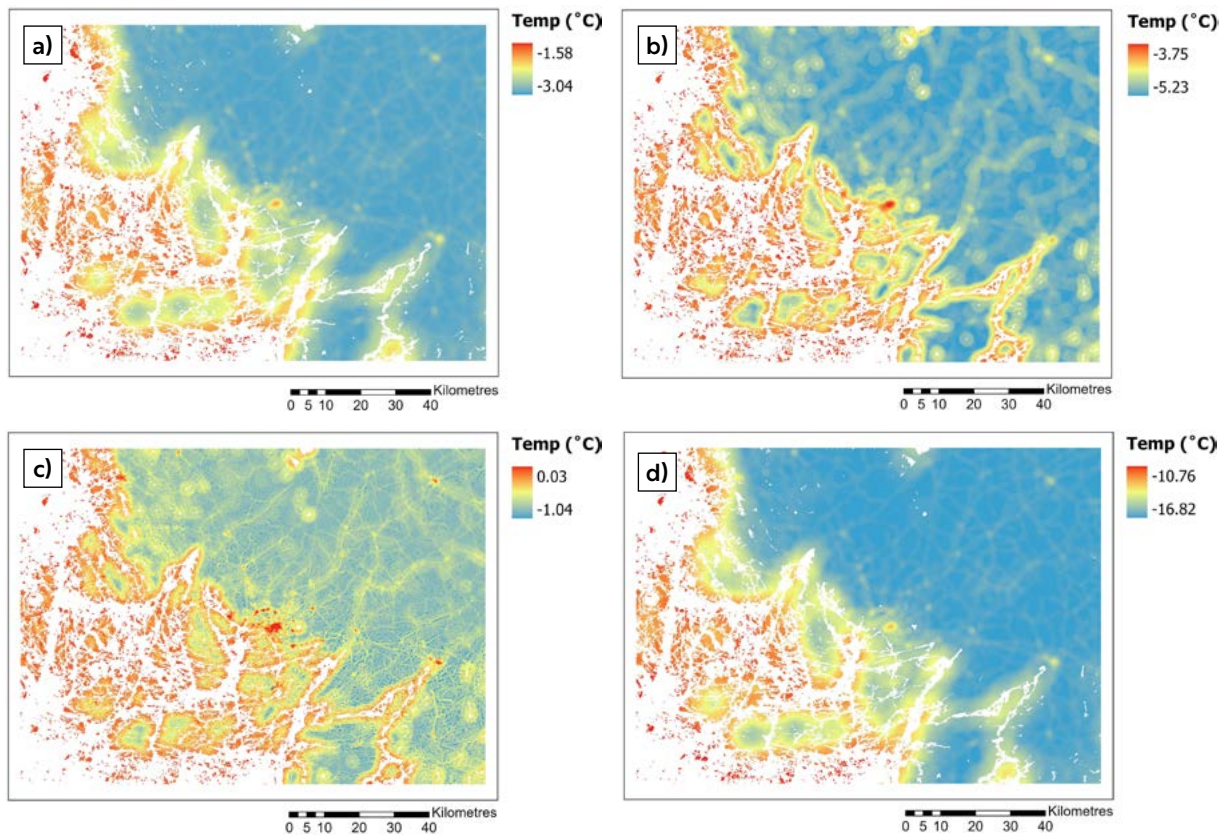 a)
Temp (˚C)
-1.58
-3.04
Kilometres
0 5 10 20 30 40
b)
Temp (˚C)
-3.75
-5.23
Kilometres
0 5 10 20 30 40
c)
Temp (˚C)
0.03
-1.04
Kilometres
0 5 10 20 30 40
d)
Temp (˚C)
-10.76
-16.82
Kilometres
0 5 10 20 30 40